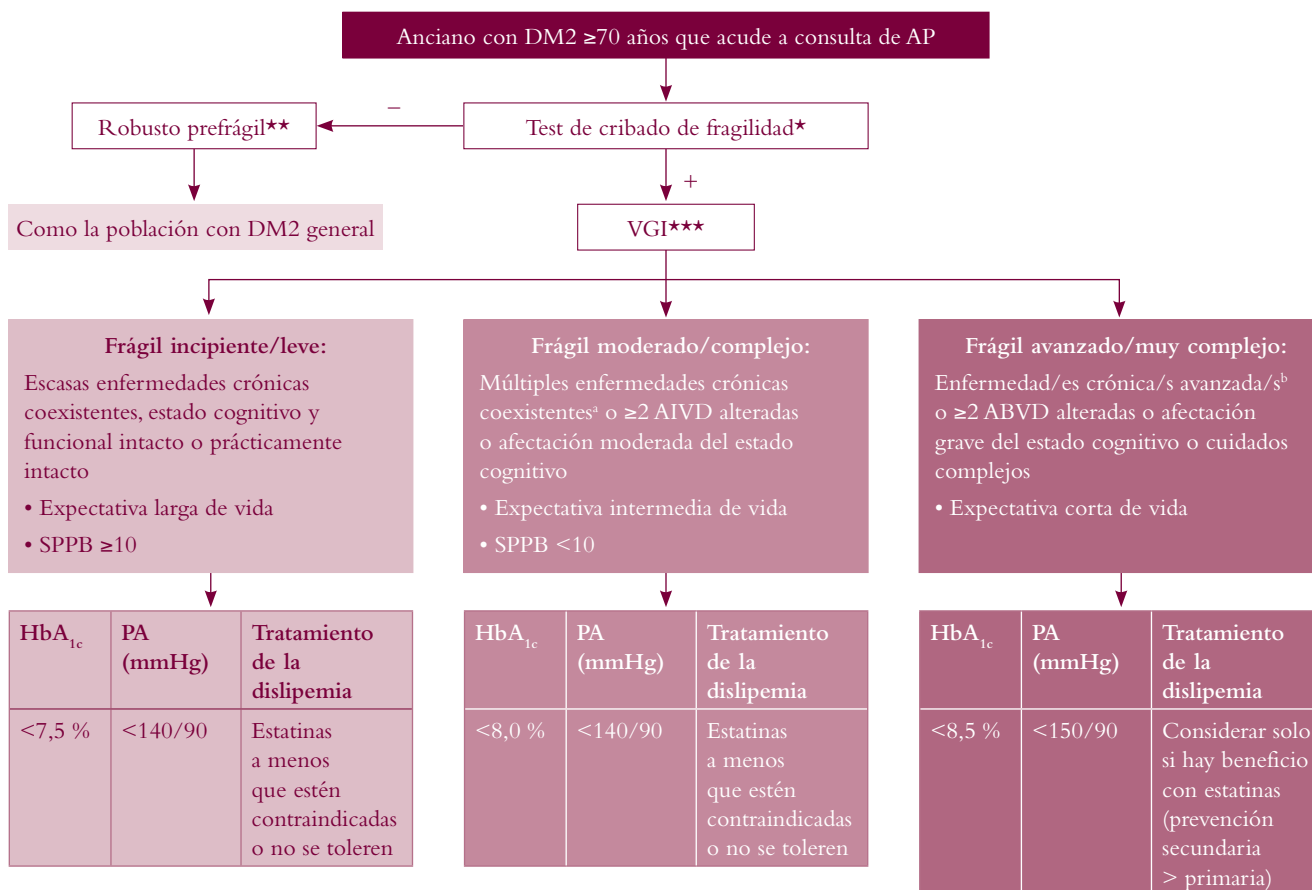 Anciano con DM2 ≥70 años que acude a consulta de AP
–
Robusto prefrágil★★
Test de cribado de fragilidad★
+
Como la población con DM2 general
VGI★★★
Frágil incipiente/leve:
Escasas enfermedades crónicas
coexistentes, estado cognitivo y
funcional intacto o prácticamente
intacto
• Expectativa larga de vida
• SPPB ≥10
Frágil moderado/complejo:
Múltiples enfermedades crónicas
coexistentesᵃ o ≥2 AIVD alteradas
o afectación moderada del estado
cognitivo
• Expectativa intermedia de vida
• SPPB <10
Frágil avanzado/muy complejo:
Enfermedad/es crónica/s avanzada/sᵇ
o ≥2 ABVD alteradas o afectación
grave del estado cognitivo o cuidados
complejos
• Expectativa corta de vida
HbA₁c
PA
(mmHg)
Tratamiento
de la
dislipemia
<7,5 %
<140/90
Estatinas
a menos
que estén
contraindicadas
o no se toleren
HbA₁c
PA
(mmHg)
Tratamiento
de la
dislipemia
<8,0 %
<140/90
Estatinas
a menos
que estén
contraindicadas
o no se toleren
HbA₁c
PA
(mmHg)
Tratamiento
de la
dislipemia
<8,5 %
<150/90
Considerar solo
si hay beneficio
con estatinas
(prevención
secundaria
> primaria)